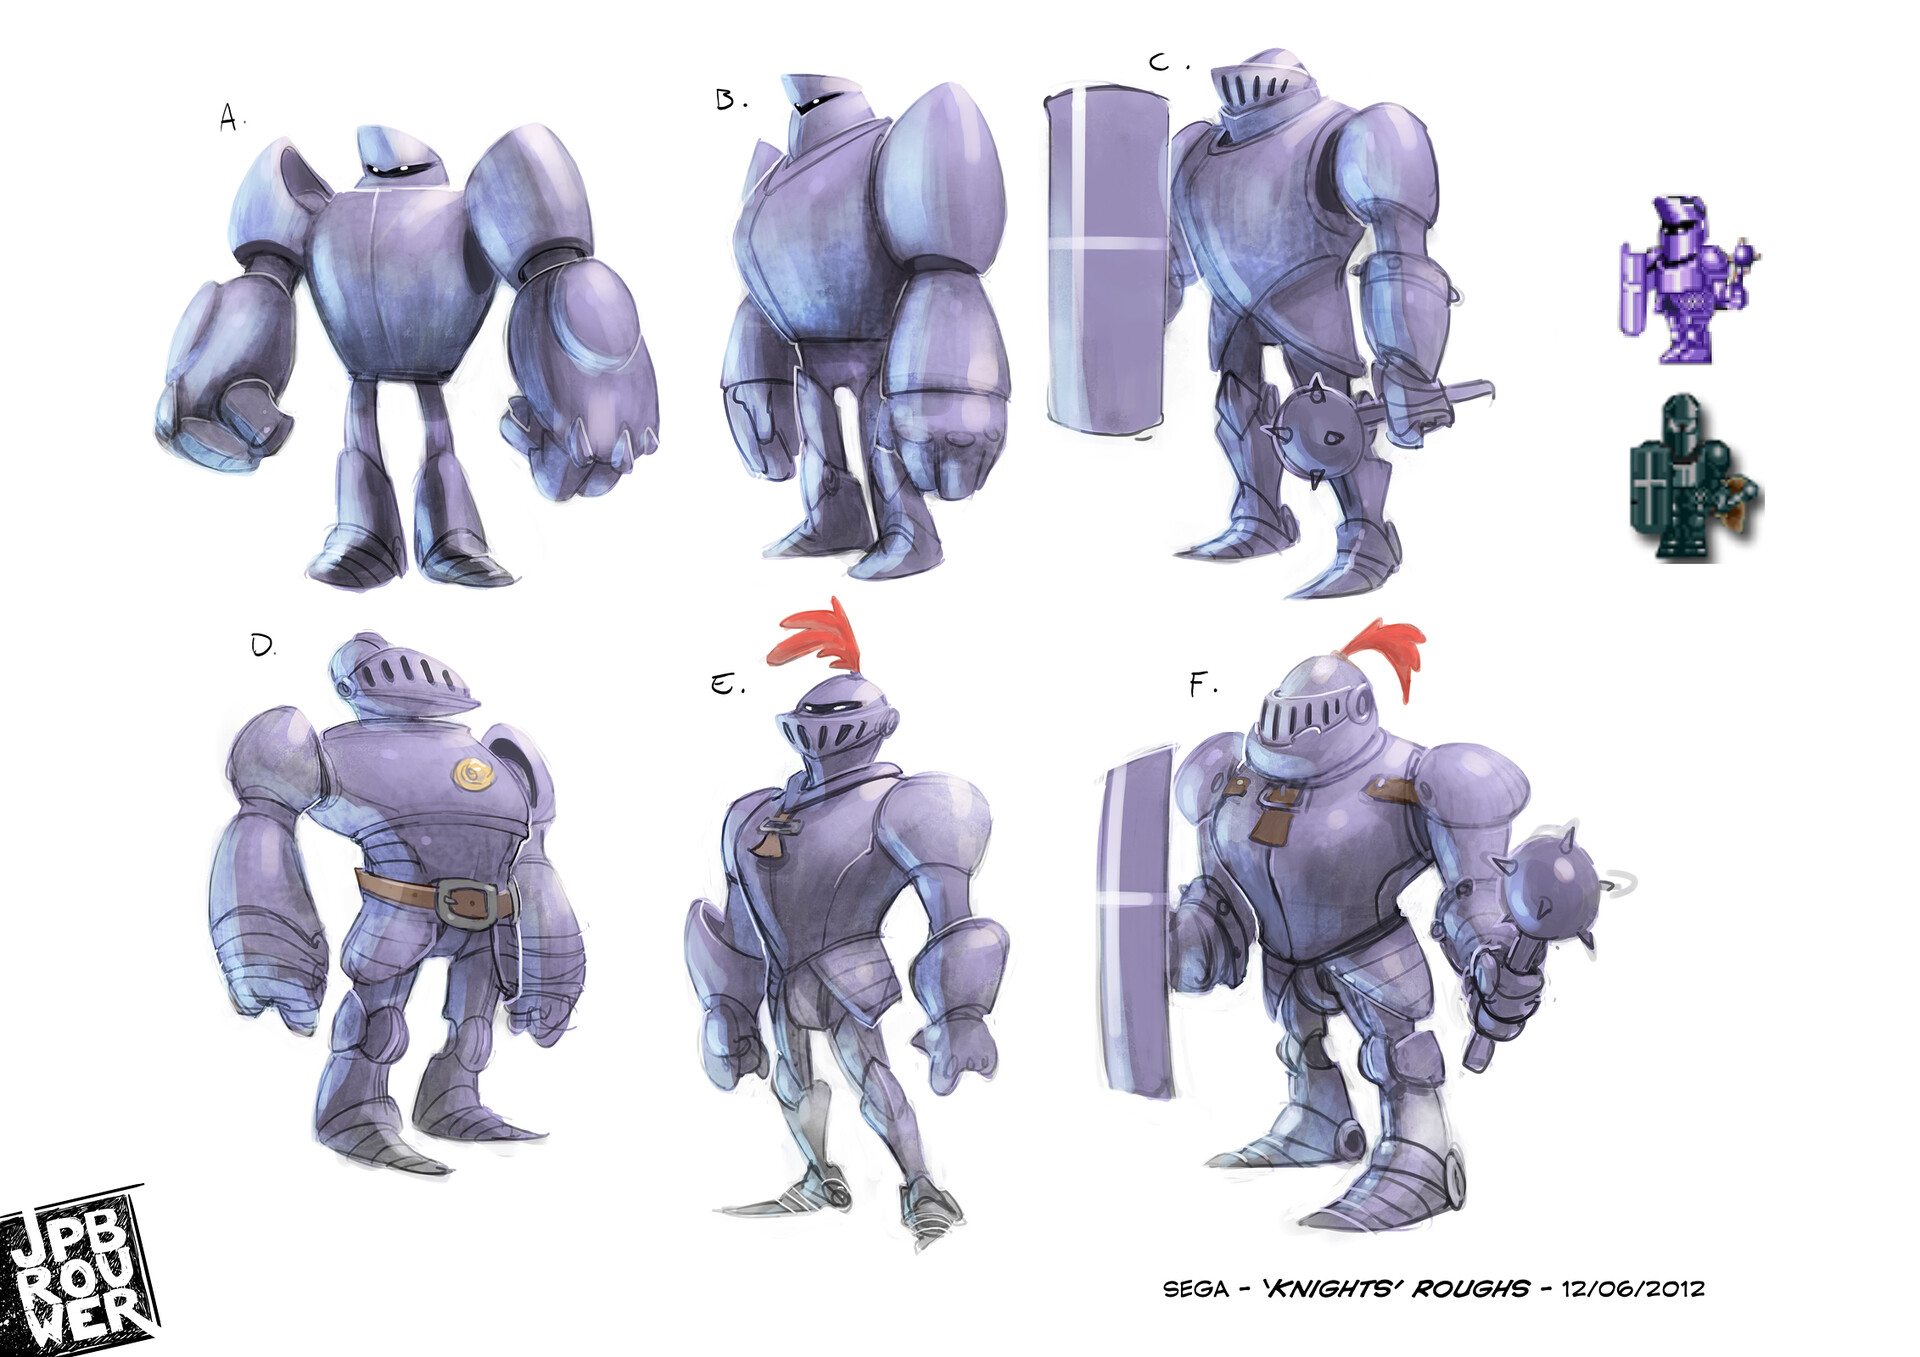 A.
B.
C.
D.
E.
F.
JPB
ROU
WER
SEGA - 'KNIGHTS' ROUGHS - 12/06/2012